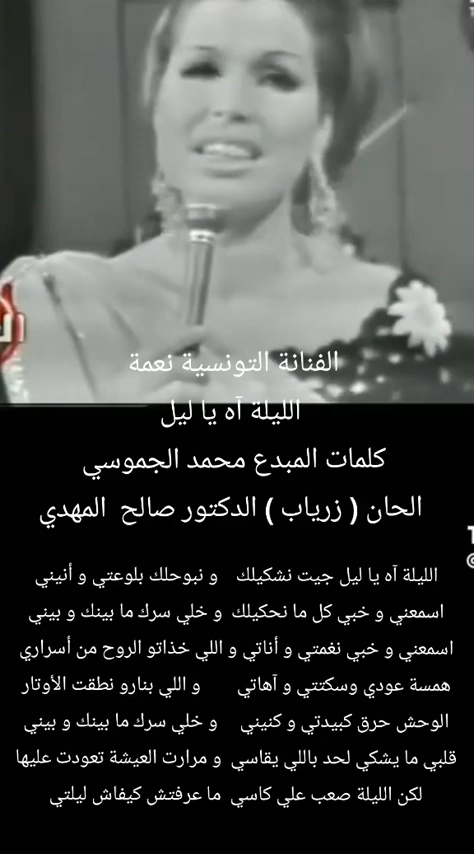 الفنانة التونسية نعمة
الليلة آه يا ليل
كلمات المبدع محمد الجموسي
الحان ( زرياب ) الدكتور صالح المهدي
الليلة آه يا ليل جيت نشكيلك و نبوحلك بلوعتي و أنيني
اسمعني و خبي كل ما نحكيلك و خلي سرك ما بينك و بيني
اسمعني و خبي نغمتي و أناتي و اللي خذاتو الروح من أسراري
همسة عودي وسكتتي و آهاتي و اللي بنارو نطقت الأوتار
الوحش حرق كبيدتي و كنيني و خلي سرك ما بينك و بيني
قلبي ما يشكي لحد باللي يقاسي و مرارت العيشة تعودت عليها
لكن الليلة صعب علي كاسي ما عرفتش كيفاش ليلتي